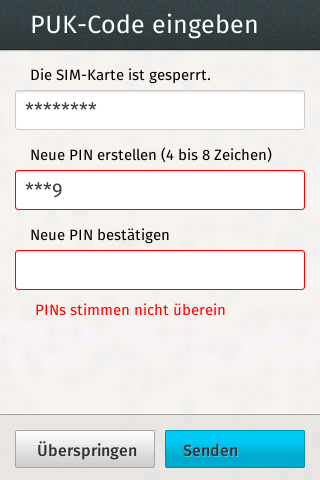 PUK-Code eingeben
Die SIM-Karte ist gesperrt.
********
Neue PIN erstellen (4 bis 8 Zeichen)
***9
Neue PIN bestätigen
PINs stimmen nicht überein
Überspringen
Senden